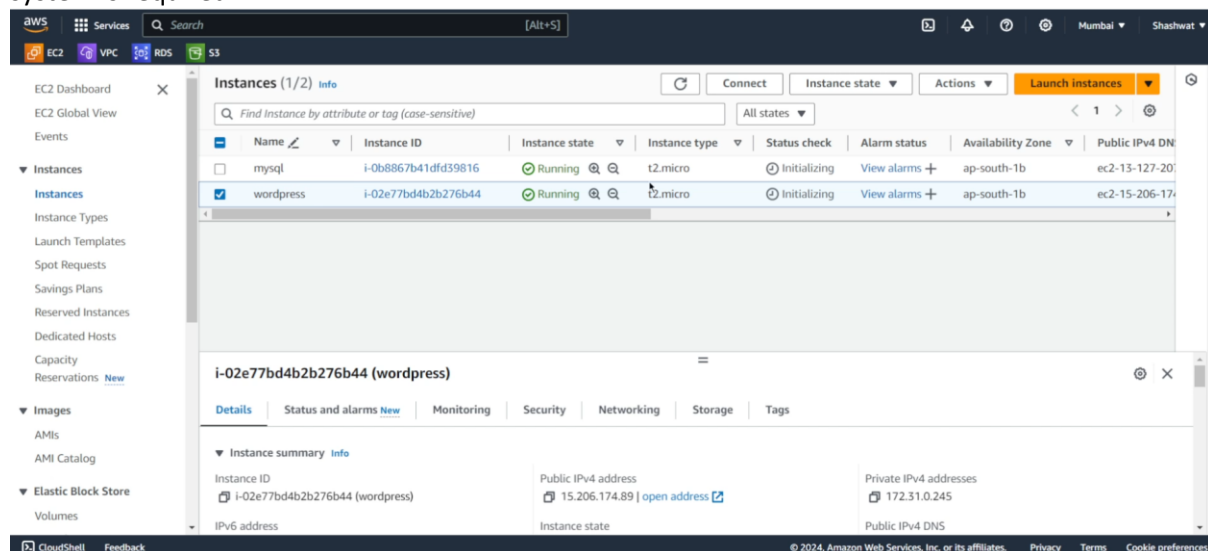 aws Services Search [Alt+S] Mumbai Shashwat
EC2 VPC RDS S3
EC2 Dashboard
EC2 Global View
Events
Instances
Instances
Instance Types
Launch Templates
Spot Requests
Savings Plans
Reserved Instances
Dedicated Hosts
Capacity
Reservations New
Images
AMIs
AMI Catalog
Elastic Block Store
Volumes
Instances (1/2) Info Connect Instance state Actions Launch instances
Find Instance by attribute or tag (case-sensitive) All states 1
Name Instance ID Instance state Instance type Status check Alarm status Availability Zone Public IPv4 DN
mysql i-0b8867b41dfd39816 Running t2.micro Initializing View alarms + ap-south-1b ec2-13-127-20
wordpress i-02e77bd4b2b276b44 Running t2.micro Initializing View alarms + ap-south-1b ec2-15-206-17
i-02e77bd4b2b276b44 (wordpress)
Details Status and alarms New Monitoring Security Networking Storage Tags
Instance summary Info
Instance ID Public IPv4 address Private IPv4 addresses
i-02e77bd4b2b276b44 (wordpress) 15.206.174.89 | open address 172.31.0.245
IPv6 address Instance state Public IPv4 DNS
CloudShell Feedback © 2024, Amazon Web Services, Inc. or its affiliates. Privacy Terms Cookie preferences